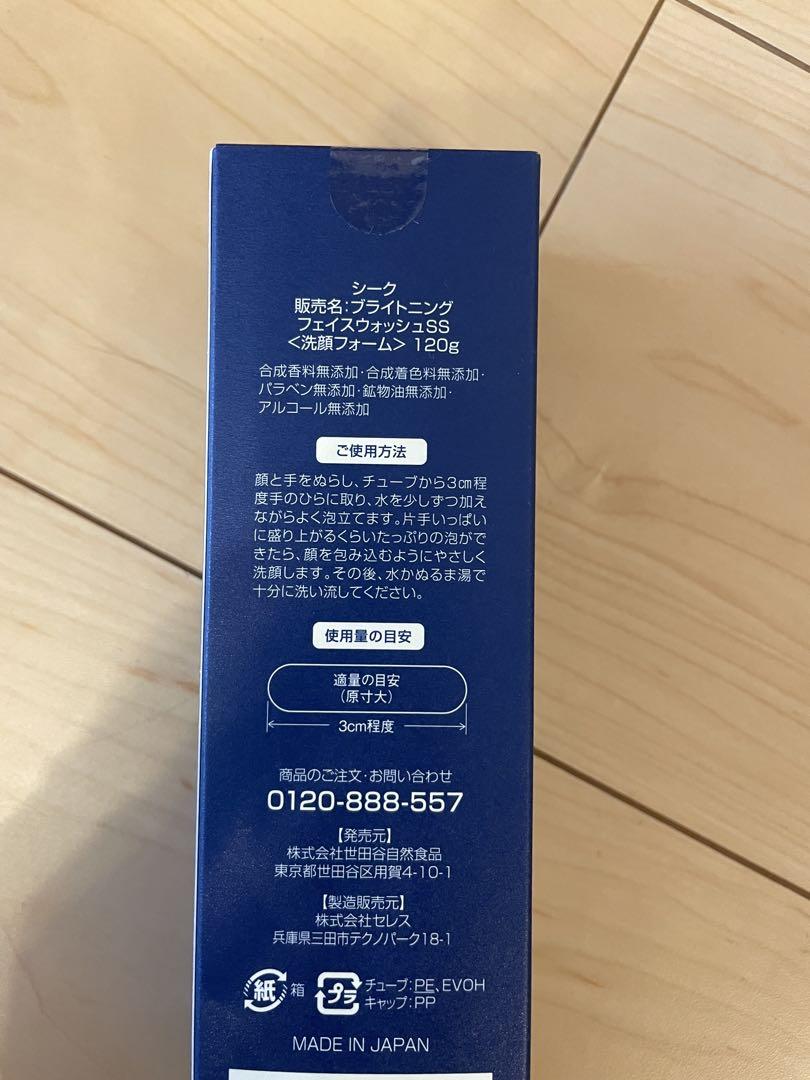 シーク
販売名:ブライトニング
フェイスウォッシュSS
<洗顔フォーム> 120g
合成香料無添加・合成着色料無添加・
パラベン無添加・鉱物油無添加・
アルコール無添加
ご使用方法
顔と手をぬらし、チューブから3㎝程
度手のひらに取り、水を少しずつ加え
ながらよく泡立てます。片手いっぱい
に盛り上がるくらいたっぷりの泡がで
きたら、顔を包み込むようにやさしく
洗顔します。その後、水かぬるま湯で
十分に洗い流してください。
使用量の目安
適量の目安
(原寸大)
3cm程度
商品のご注文・お問い合わせ
0120-888-557
【発売元】
株式会社世田谷自然食品
東京都世田谷区用賀4-10-1
【製造販売元】
株式会社セレス
兵庫県三田市テクノパーク18-1
紙 箱
プラ チューブ:PE、EVOH
キャップ:PP
MADE IN JAPAN